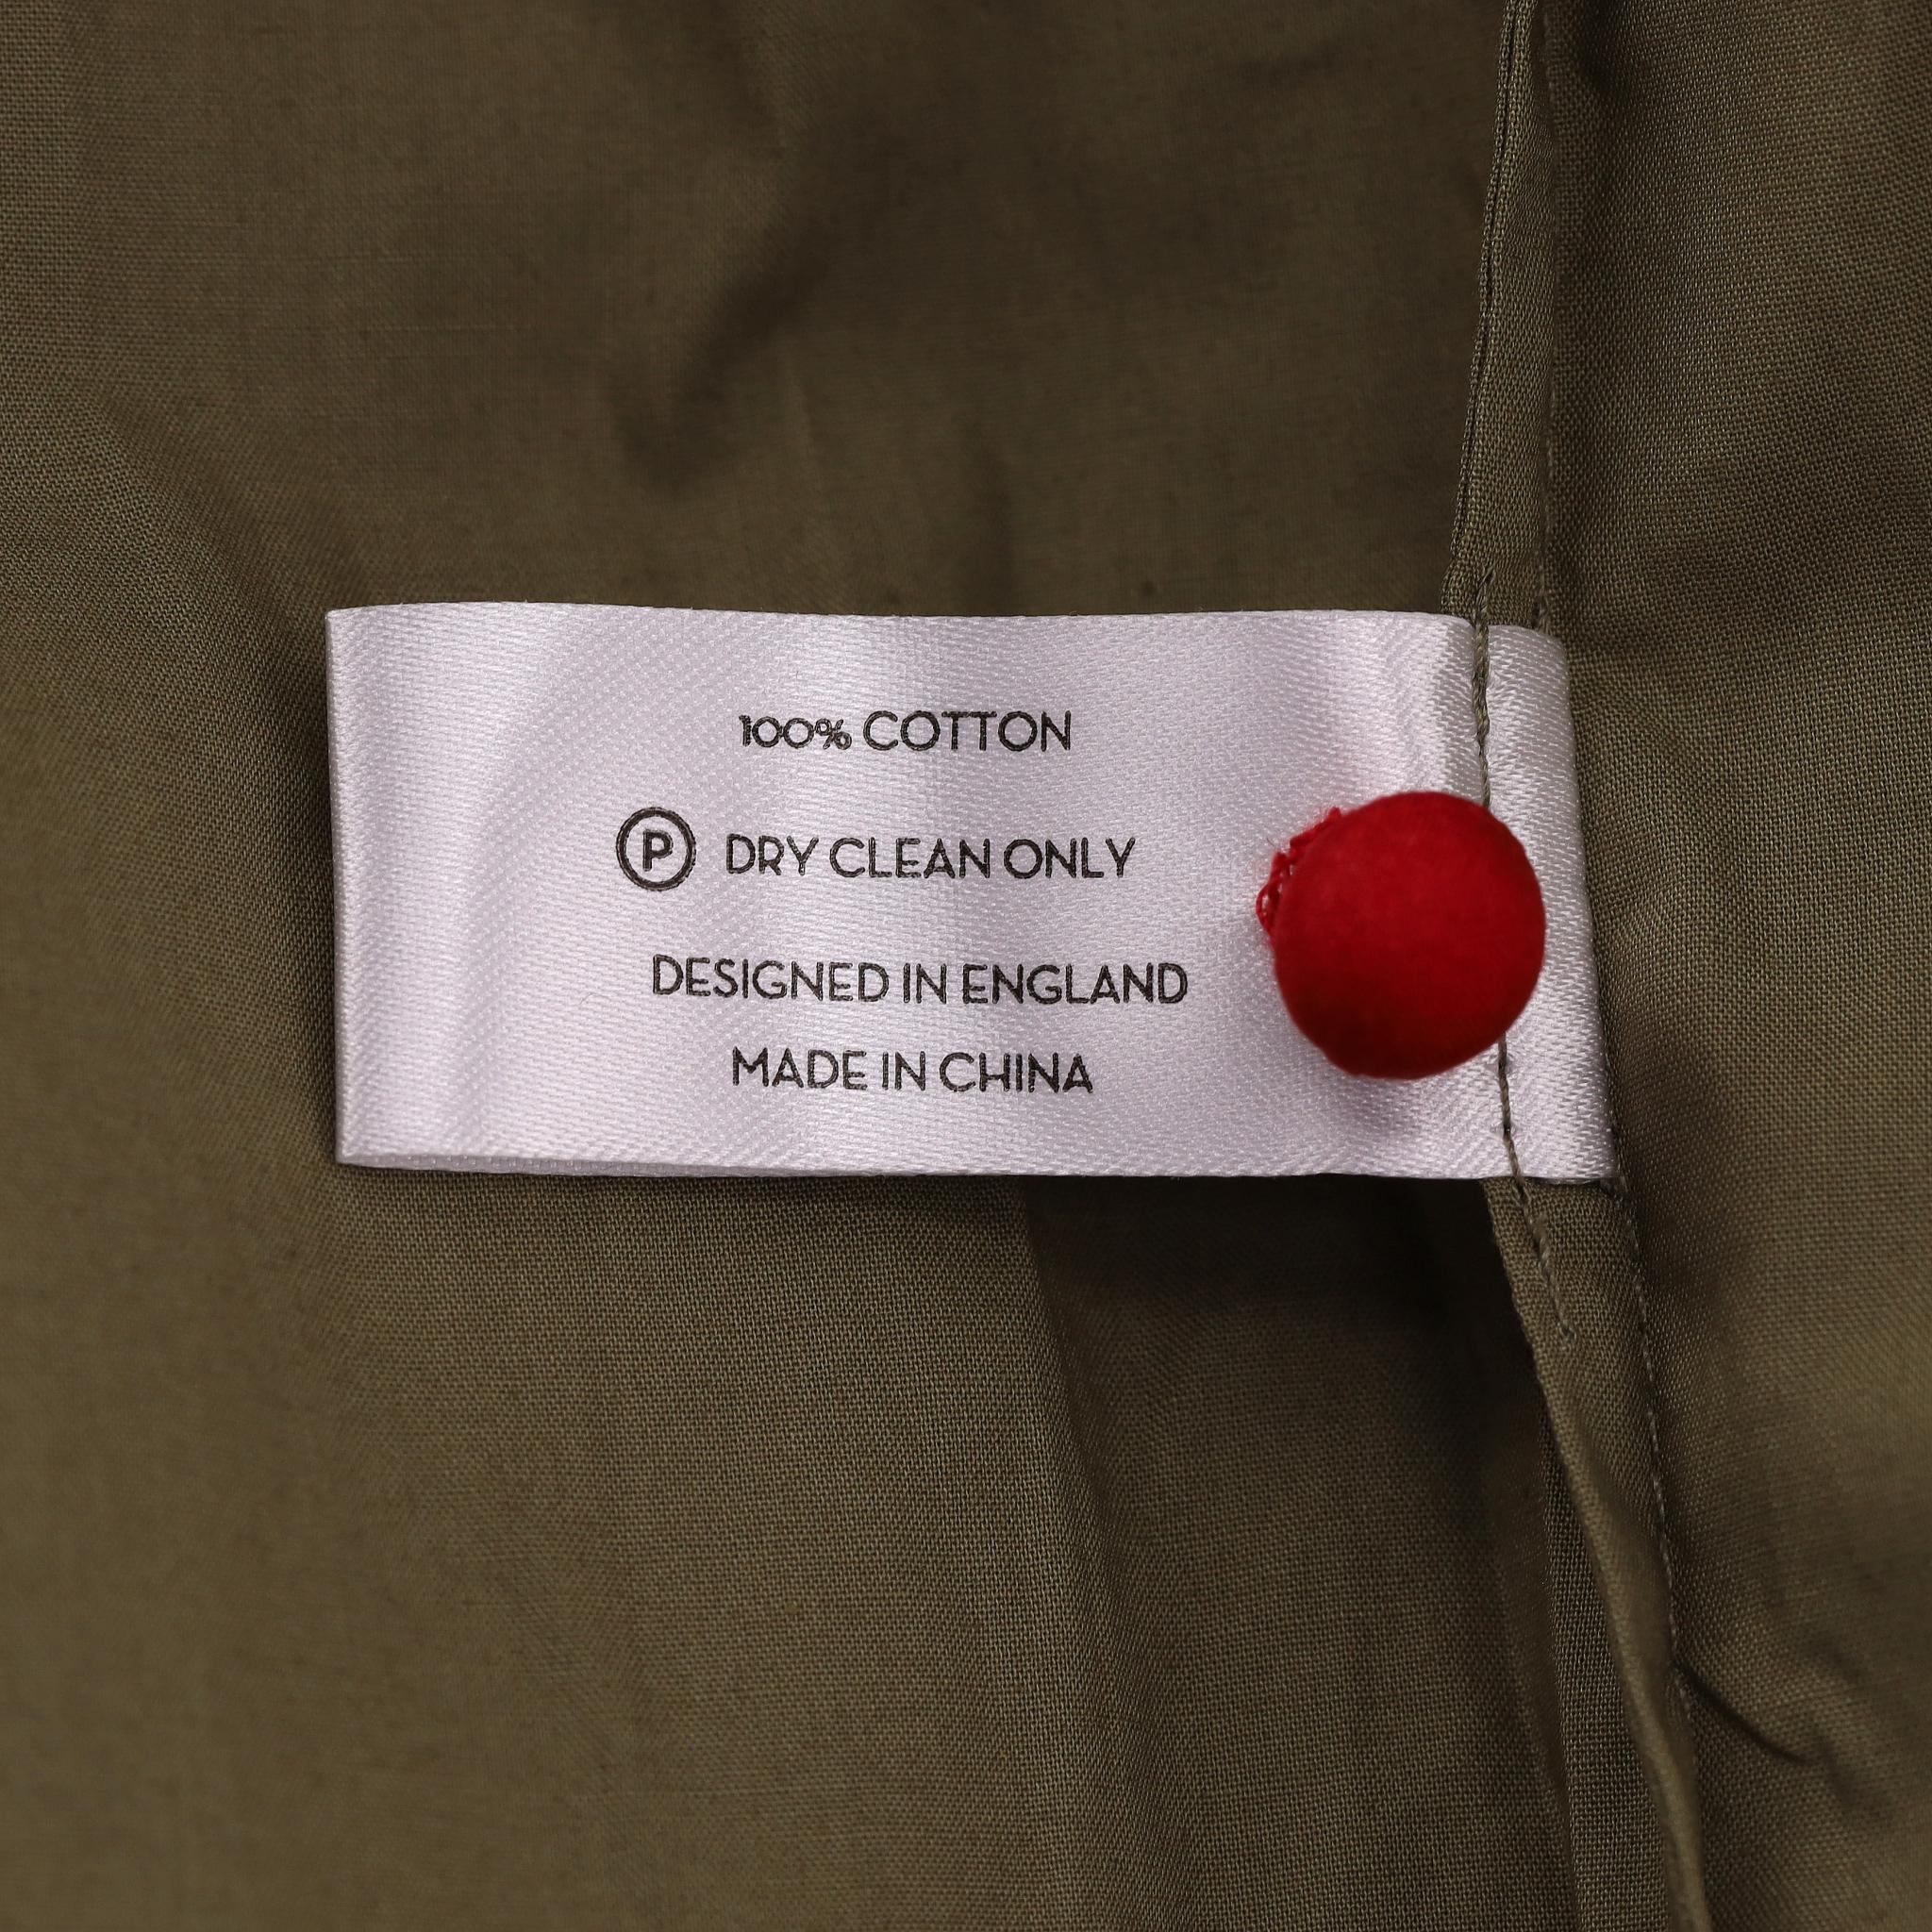 100% COTTON
Ⓟ DRY CLEAN ONLY
DESIGNED IN ENGLAND
MADE IN CHINA